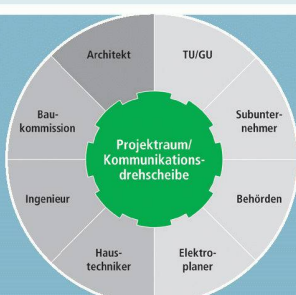 Architekt
TU/GU
Bau-
kommission
Subunter-
nehmer
Projektraum/
Kommunikations-
drehscheibe
Ingenieur
Behörden
Haus-
techniker
Elektro-
planer